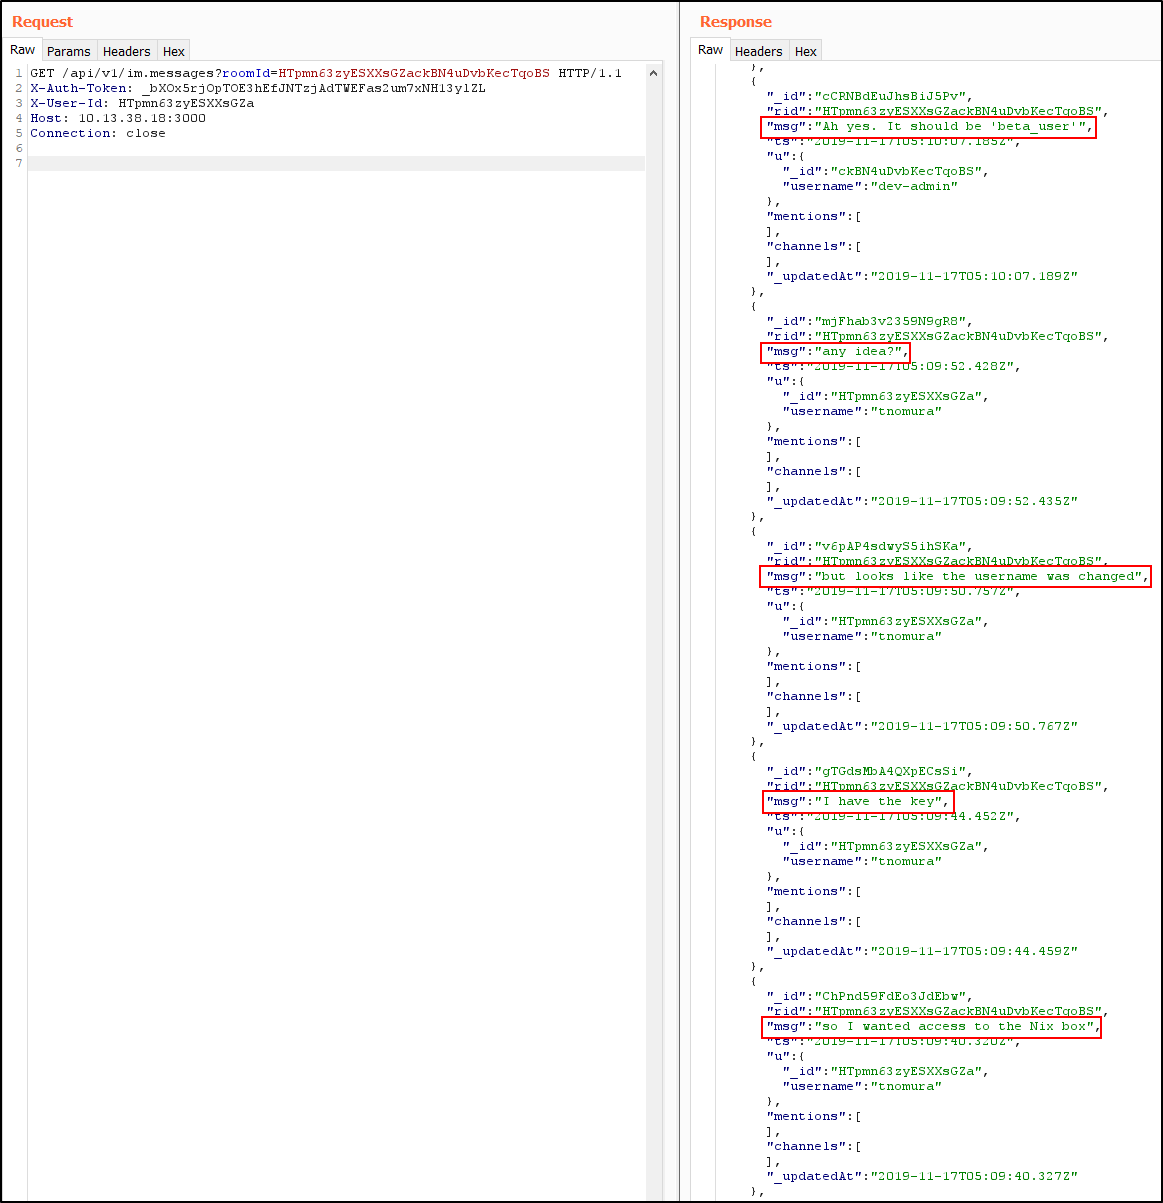 Request
Raw Params Headers Hex
1 GET /api/v1/im.messages?roomId=HTpmn63zyESXXsGZackBN4uDvbKecTqoBS HTTP/1.1
2 X-Auth-Token: _bXOx5rjOpTOE3hEfJNTzjAdTWEFas2um7xNH13ylZL
3 X-User-Id: HTpmn63zyESXXsGZa
4 Host: 10.13.38.18:3000
5 Connection: close
6
7
Response
Raw Headers Hex
},
{
"_id":"cCRNBdEuJhsBiJ5Pv",
"rid":"HTpmn63zyESXXsGZackBN4uDvbKecTqoBS",
"msg":"Ah yes. It should be 'beta_user'",
"ts":"2019-11-17T05:10:07.185Z",
"u":{
"_id":"ckBN4uDvbKecTqoBS",
"username":"dev-admin"
},
"mentions":[
],
"channels":[
],
"_updatedAt":"2019-11-17T05:10:07.189Z"
},
{
"_id":"mjFhab3v2359N9gR8",
"rid":"HTpmn63zyESXXsGZackBN4uDvbKecTqoBS",
"msg":"any idea?",
"ts":"2019-11-17T05:09:52.428Z",
"u":{
"_id":"HTpmn63zyESXXsGZa",
"username":"tnomura"
},
"mentions":[
],
"channels":[
],
"_updatedAt":"2019-11-17T05:09:52.435Z"
},
{
"_id":"v6pAP4sdwyS5ihSKa",
"rid":"HTpmn63zyESXXsGZackBN4uDvbKecTqoBS",
"msg":"but looks like the username was changed",
"ts":"2019-11-17T05:09:50.757Z",
"u":{
"_id":"HTpmn63zyESXXsGZa",
"username":"tnomura"
},
"mentions":[
],
"channels":[
],
"_updatedAt":"2019-11-17T05:09:50.767Z"
},
{
"_id":"gTGdsMbA4QXpECsSi",
"rid":"HTpmn63zyESXXsGZackBN4uDvbKecTqoBS",
"msg":"I have the key",
"ts":"2019-11-17T05:09:44.452Z",
"u":{
"_id":"HTpmn63zyESXXsGZa",
"username":"tnomura"
},
"mentions":[
],
"channels":[
],
"_updatedAt":"2019-11-17T05:09:44.459Z"
},
{
"_id":"ChPnd59FdEo3JdEbw",
"rid":"HTpmn63zyESXXsGZackBN4uDvbKecTqoBS",
"msg":"so I wanted access to the Nix box",
"ts":"2019-11-17T05:09:40.320Z",
"u":{
"_id":"HTpmn63zyESXXsGZa",
"username":"tnomura"
},
"mentions":[
],
"channels":[
],
"_updatedAt":"2019-11-17T05:09:40.327Z"
},